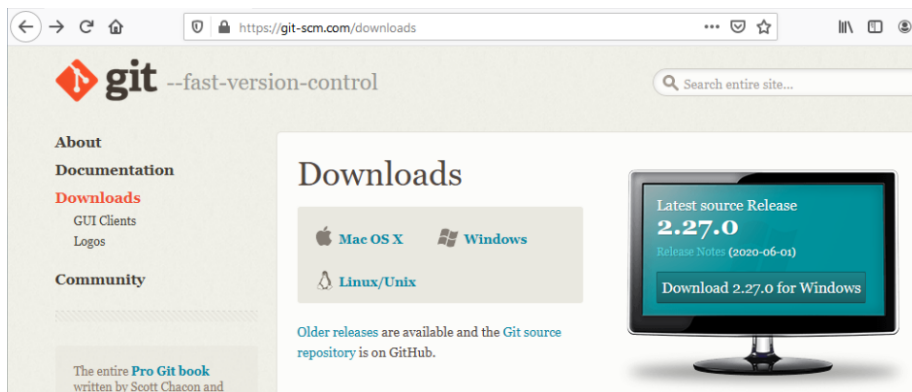 https://git-scm.com/downloads
git --fast-version-control
Search entire site...
About
Documentation
Downloads
GUI Clients
Logos
Community
The entire Pro Git book
written by Scott Chacon and
Downloads
Mac OS X
Windows
Linux/Unix
Older releases are available and the Git source
repository is on GitHub.
Latest source Release
2.27.0
Release Notes (2020-06-01)
Download 2.27.0 for Windows